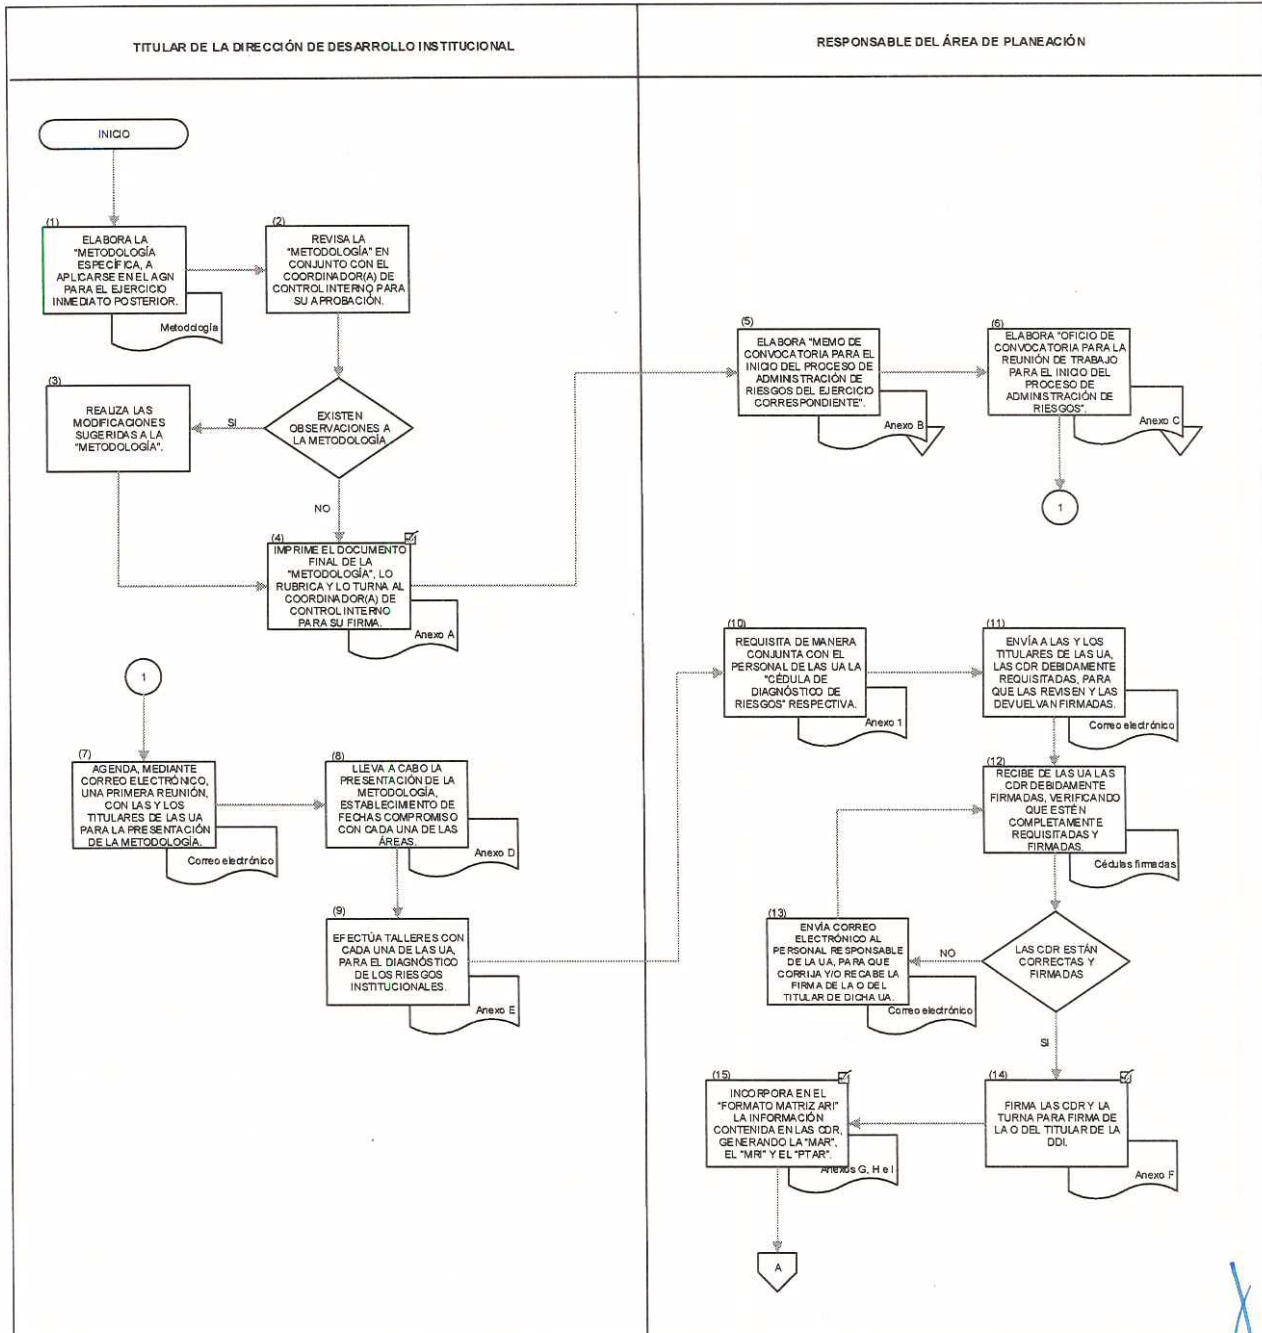 TITULAR DE LA DIRECCIÓN DE DESARROLLO INSTITUCIONAL
RESPONSABLE DEL ÁREA DE PLANEACIÓN
INICIO
(1)
ELABORA LA
"METODOLOGÍA
ESPECÍFICA, A
APLICARSE EN EL AGN
PARA EL EJERCICIO
INMEDIATO POSTERIOR.
Metodología
(2)
REVISA LA
"METODOLOGÍA" EN
CONJUNTO CON EL
COORDINADOR(A) DE
CONTROL INTERNO PARA
SU APROBACIÓN.
EXISTEN
OBSERVACIONES A
LA METODOLOGÍA
SI
NO
(3)
REALIZA LAS
MODIFICACIONES
SUGERIDAS A LA
"METODOLOGÍA".
(4)
IMPRIME EL DOCUMENTO
FINAL DE LA
"METODOLOGÍA", LO
RUBRICA Y LO TURNA AL
COORDINADOR(A) DE
CONTROL INTERNO
PARA SU FIRMA.
Anexo A
(5)
ELABORA "MEMO DE
CONVOCATORIA PARA EL
INICIO DEL PROCESO DE
ADMINISTRACIÓN DE
RIESGOS DEL EJERCICIO
CORRESPONDIENTE".
Anexo B
(6)
ELABORA "OFICIO DE
CONVOCATORIA PARA LA
REUNIÓN DE TRABAJO
PARA EL INICIO DEL
PROCESO DE
ADMINISTRACIÓN DE
RIESGOS".
Anexo C
1
1
(7)
AGENDA, MEDIANTE
CORREO ELECTRÓNICO,
UNA PRIMERA REUNIÓN,
CON LAS Y LOS
TITULARES DE LAS UA
PARA LA PRESENTACIÓN
DE LA METODOLOGÍA.
Correo electrónico
(8)
LLEVA A CABO LA
PRESENTACIÓN DE LA
METODOLOGÍA,
ESTABLECIMIENTO DE
FECHAS COMPROMISO
CON CADA UNA DE LAS
ÁREAS.
Anexo D
(9)
EFECTÚA TALLERES CON
CADA UNA DE LAS UA,
PARA EL DIAGNÓSTICO
DE LOS RIESGOS
INSTITUCIONALES.
Anexo E
(10)
REQUISITA DE MANERA
CONJUNTA CON EL
PERSONAL DE LAS UA LA
"CÉDULA DE
DIAGNÓSTICO DE
RIESGOS" RESPECTIVA.
Anexo 1
(11)
ENVÍA A LAS Y LOS
TITULARES DE LAS UA,
LAS CDR DEBIDAMENTE
REQUISITADAS, PARA
QUE LAS REVISEN Y LAS
DEVUELVAN FIRMADAS.
Correo electrónico
(12)
RECIBE DE LAS UA LAS
CDR DEBIDAMENTE
FIRMADAS, VERIFICANDO
QUE ESTÉN
COMPLETAMENTE
REQUISITADAS Y
FIRMADAS.
Cédulas firmadas
(13)
ENVÍA CORREO
ELECTRÓNICO AL
PERSONAL RESPONSABLE
DE LA UA, PARA QUE
CORRIJA Y/O RECABE LA
FIRMA DE LA O DEL
TITULAR DE DICHA UA.
Correo electrónico
NO
LAS CDR ESTÁN
CORRECTAS Y
FIRMADAS
SI
(14)
FIRMA LAS CDR Y LA
TURNA PARA FIRMA DE
LA O DEL TITULAR DE LA
DDI.
Anexo F
(15)
INCORPORA EN EL
"FORMATO MATRIZ ARI"
LA INFORMACIÓN
CONTENIDA EN LAS CDR,
GENERANDO LA "MAR",
EL "MRI" Y EL "PTAR".
Anexos G, H e I
A